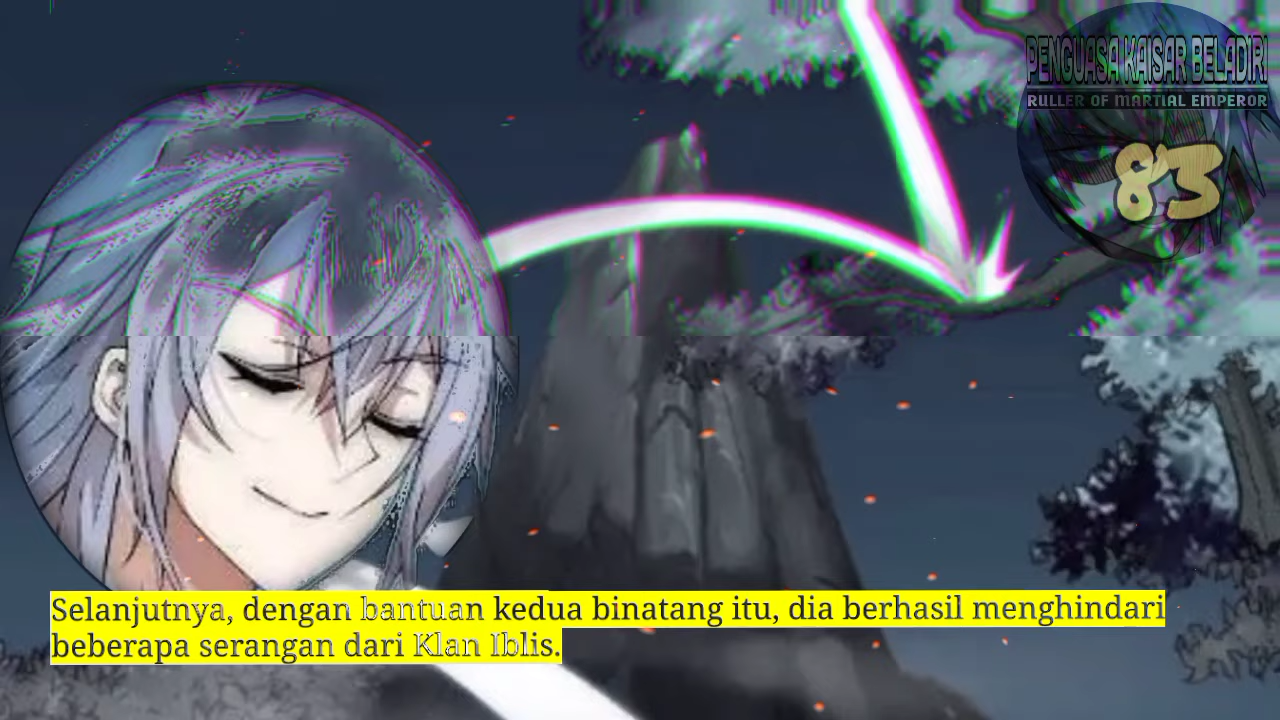 PENGUASA KAISAR BELADIRI
RULLER OF MARTIAL EMPEROR
83
Selanjutnya, dengan bantuan kedua binatang itu, dia berhasil menghindari
beberapa serangan dari Klan Iblis.